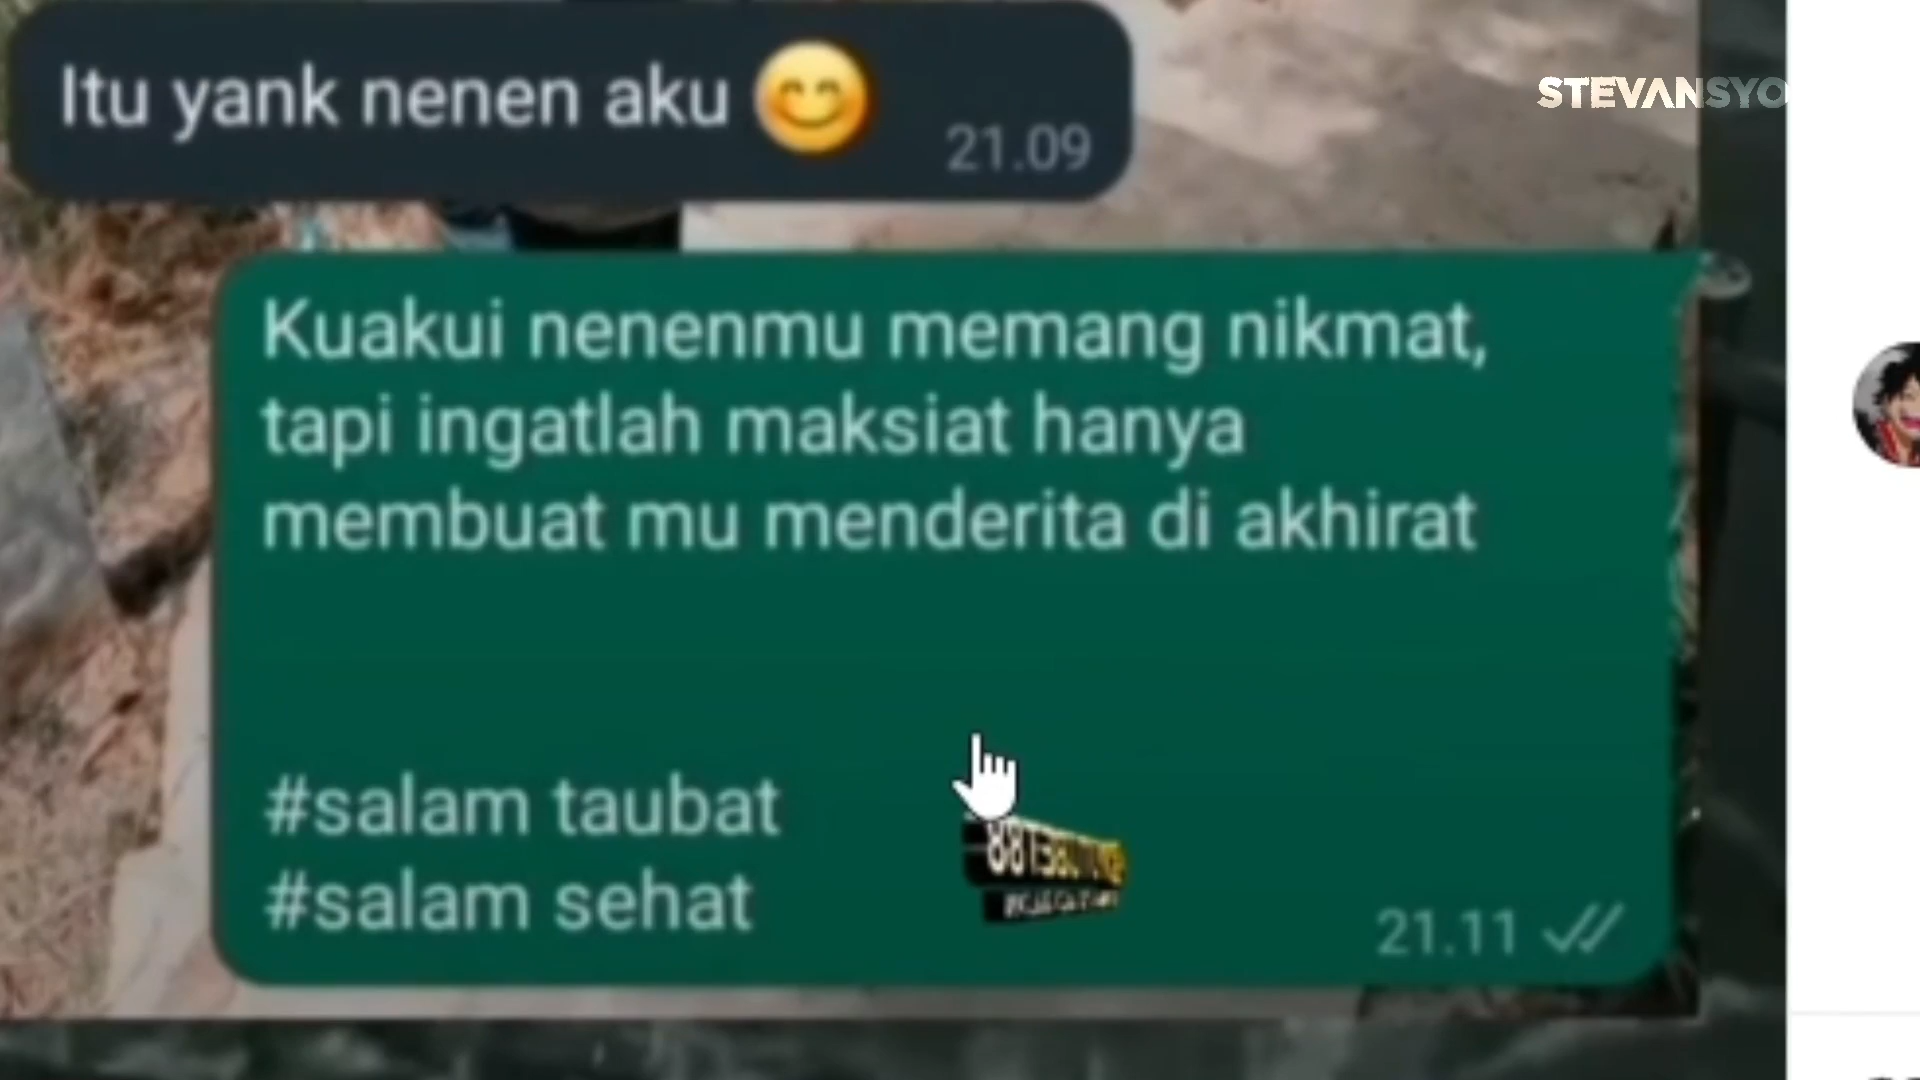 Itu yank nenen aku 😊
21.09
STEVANSYO
Kuakui nenenmu memang nikmat,
tapi ingatlah maksiat hanya
membuat mu menderita di akhirat
#salam taubat
#salam sehat
21.11